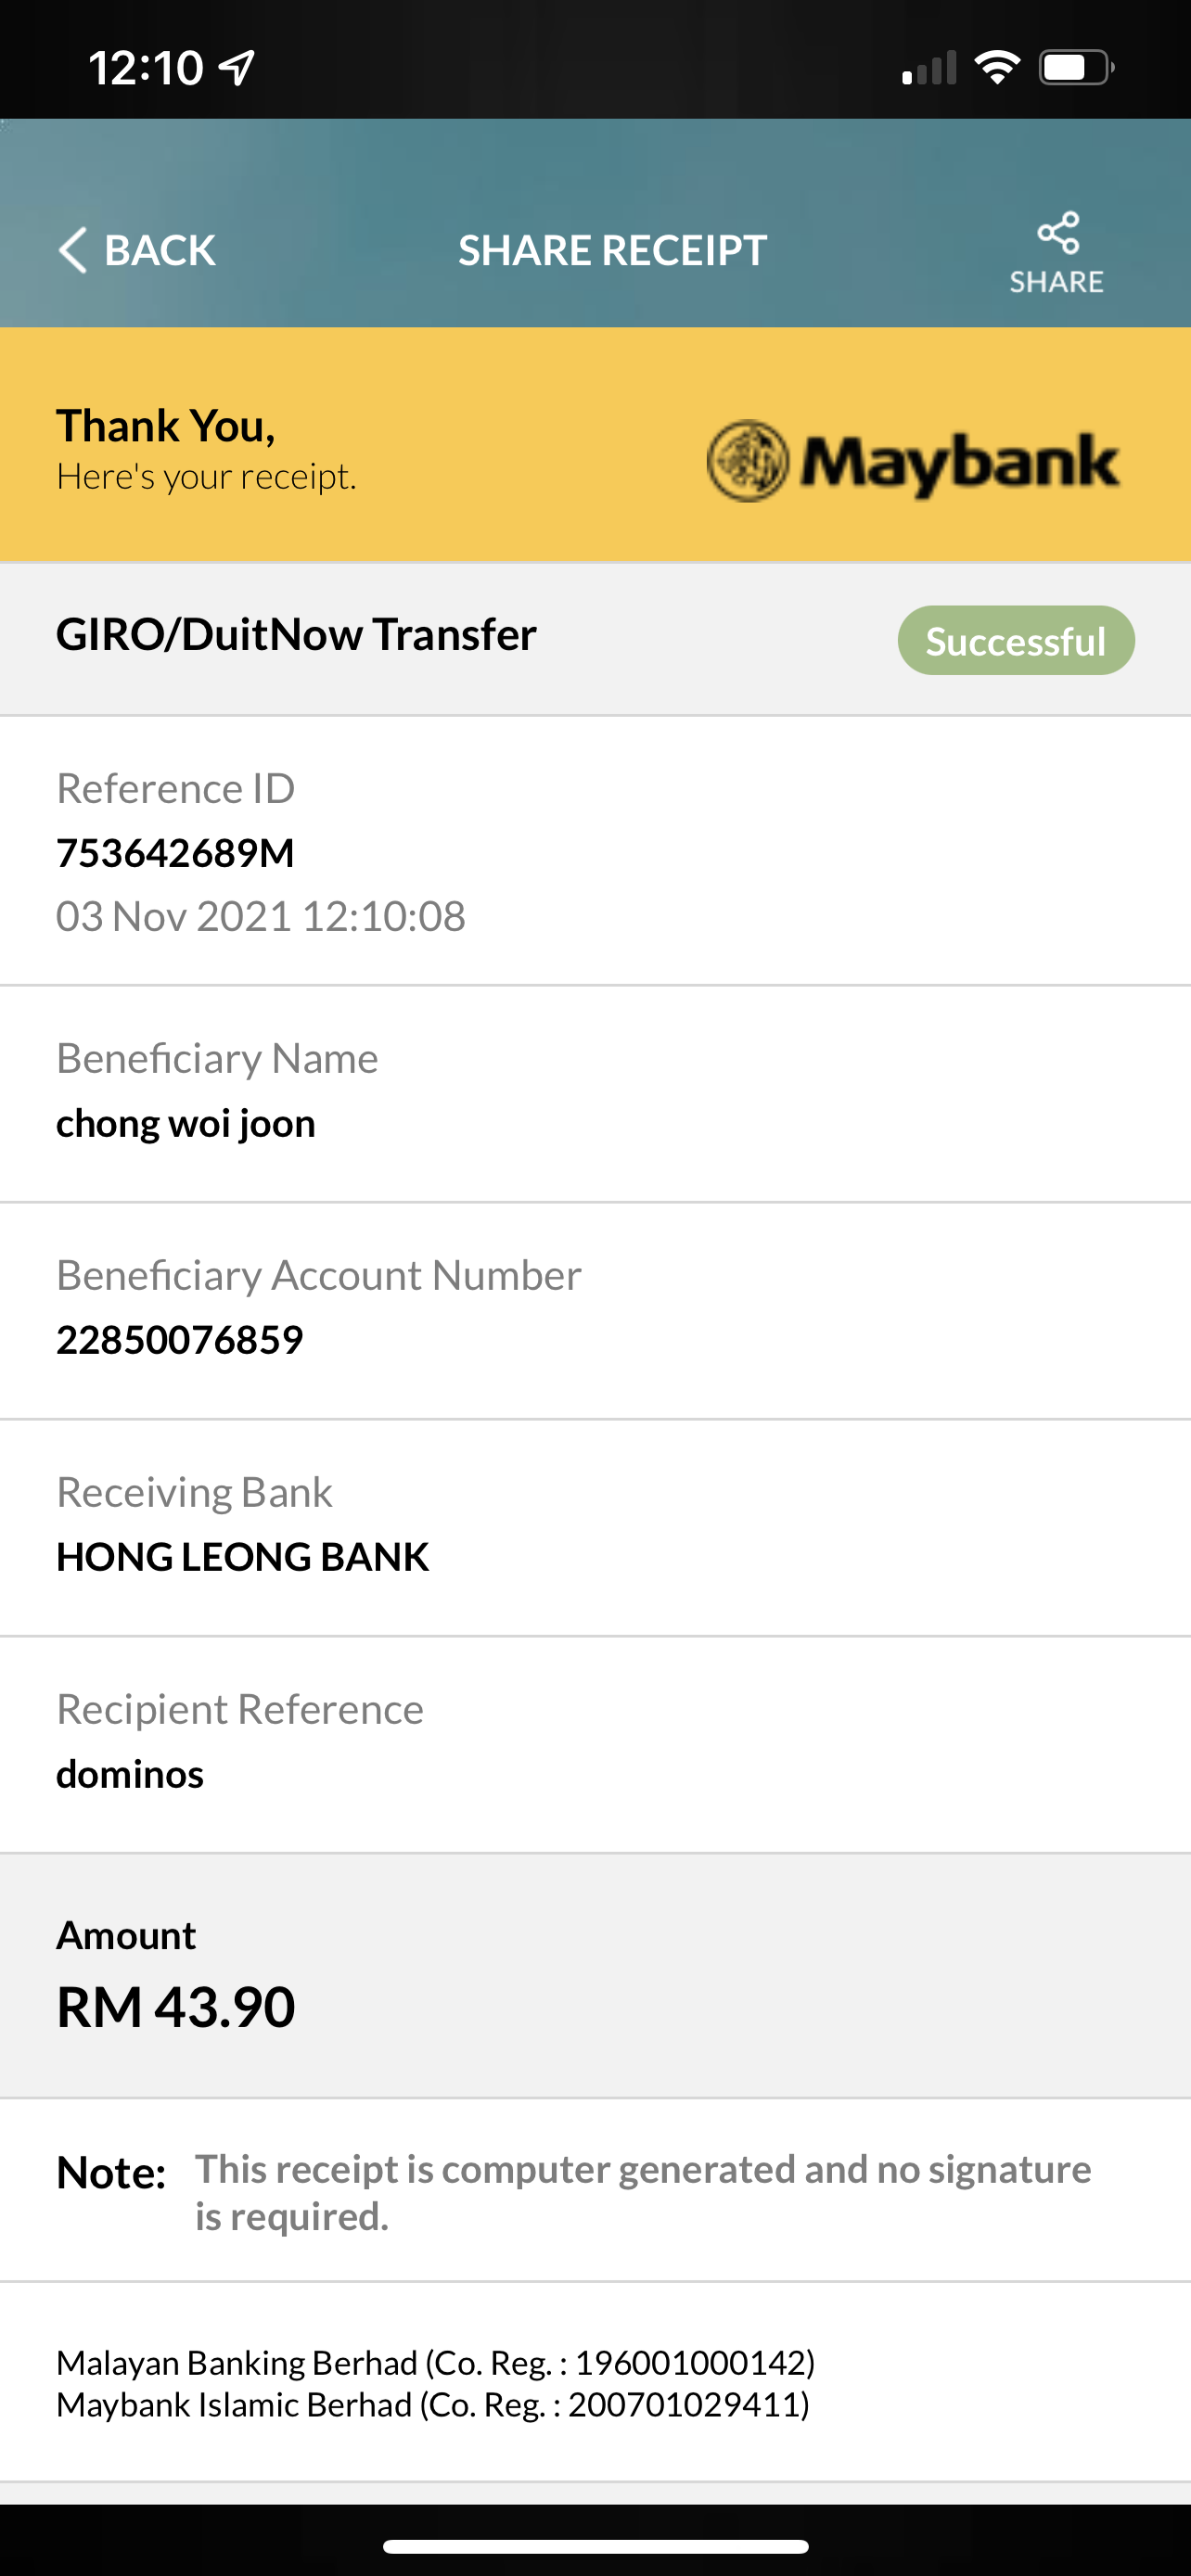 12:10
BACK
SHARE RECEIPT
SHARE
Thank You,
Here's your receipt.
Maybank
GIRO/DuitNow Transfer
Successful
Reference ID
753642689M
03 Nov 2021 12:10:08
Beneficiary Name
chong woi joon
Beneficiary Account Number
22850076859
Receiving Bank
HONG LEONG BANK
Recipient Reference
dominos
Amount
RM 43.90
Note: This receipt is computer generated and no signature
is required.
Malayan Banking Berhad (Co. Reg. : 196001000142)
Maybank Islamic Berhad (Co. Reg. : 200701029411)